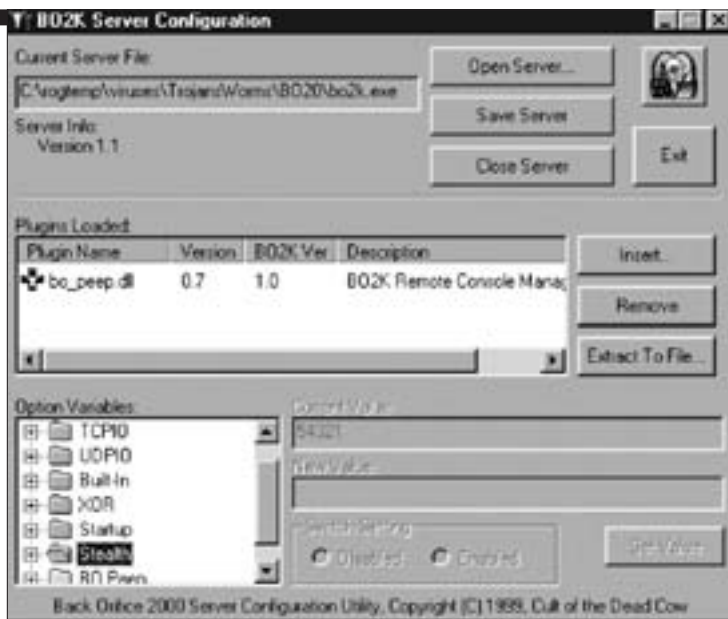 BO2K Server Configuration
Current Server File:
Open Server...
C:\rogtemp\viruses\TrojansWorms\BO20\bo2k.exe
Save Server
Server Info:
Version 1.1
Exit
Close Server
Plugins Loaded:
Plugin Name Version BO2K Ver Description
Insert...
bo_peep.dll 0.7 1.0 BO2K Remote Console Manag
Remove
Extract To File...
Option Variables:
Current Value:
TCPIO
54321
UDPIO
Built-In
New Value:
XOR
Startup
Switch Setting
Stealth
Disabled Enabled
Set Value
BO Peep
Back Orifice 2000 Server Configuration Utility, Copyright (C) 1999, Cult of the Dead Cow